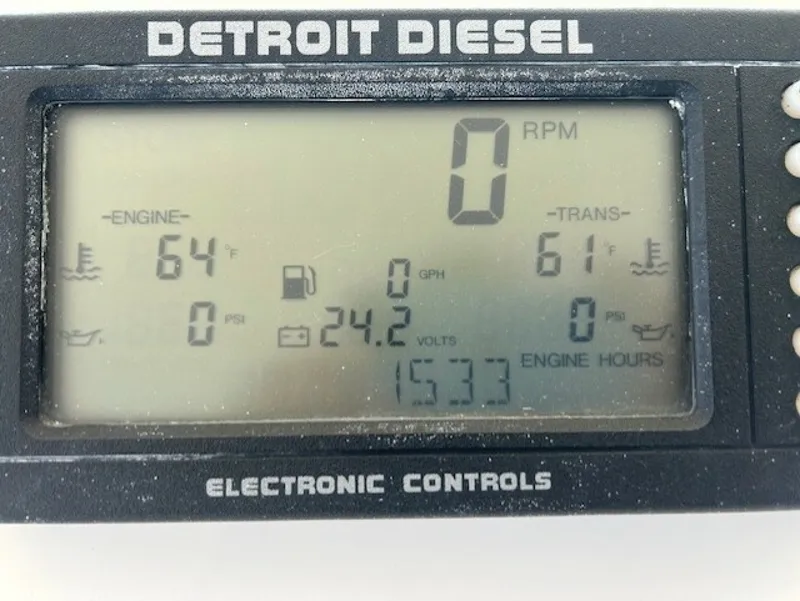 DETROIT DIESEL
0 RPM
-ENGINE- -TRANS-
64 °F 61 °F
0 GPH
0 PSI 24.2 VOLTS 0 PSI
1533 ENGINE HOURS
ELECTRONIC CONTROLS